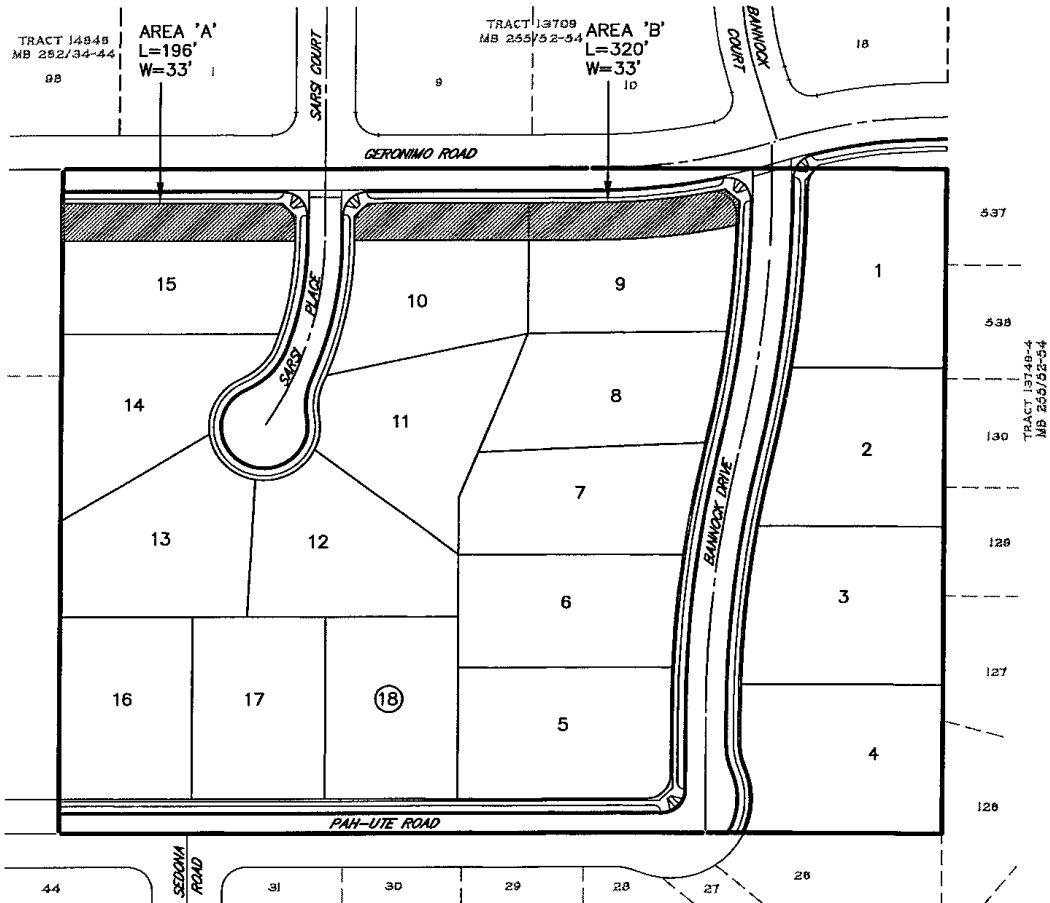 TRACT 14848
MB 252/34-44
98
AREA 'A'
L=196'
W=33'
1
SARSI COURT
TRACT 13709
MB 255/52-54
9
AREA 'B'
L=320'
W=33'
10
BANNOCK
COURT
18
GERONIMO ROAD
15
SARSI PLACE
10
9
1
537
538
14
11
8
2
130
TRACT 13748-4
MB 255/52-54
13
12
7
BANNOCK DRIVE
129
6
3
127
16
17
18
5
4
128
PAH-UTE ROAD
SEDONA
ROAD
44
31
30
29
28
27
26